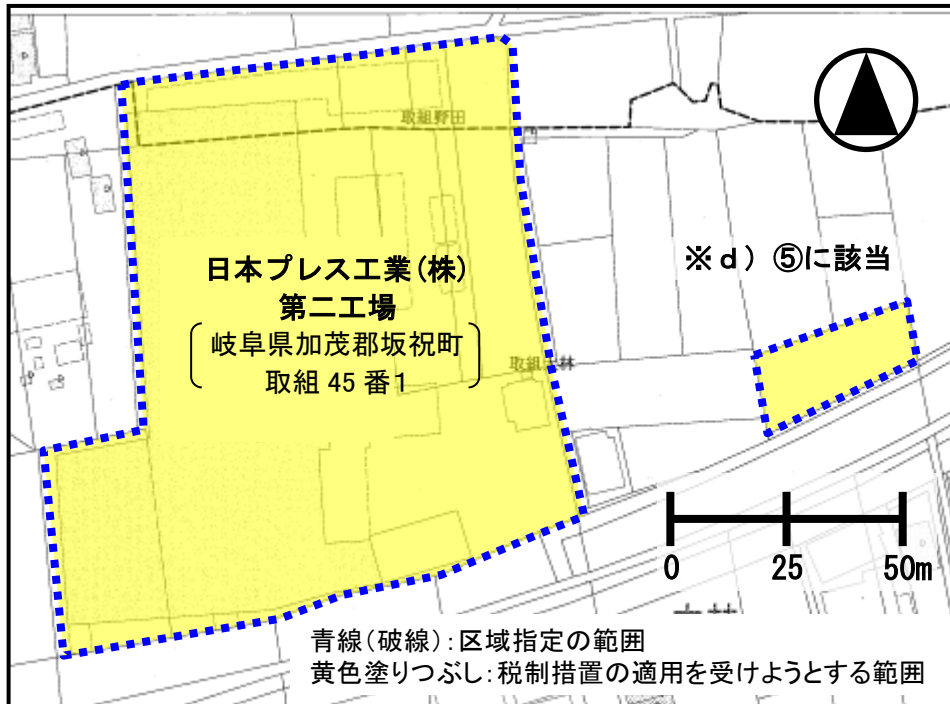 取組野田
日本プレス工業(株)
第二工場
岐阜県加茂郡坂祝町
取組 45 番1
※d) ⑤に該当
0 25 50m
青線(破線):区域指定の範囲
黄色塗りつぶし:税制措置の適用を受けようとする範囲